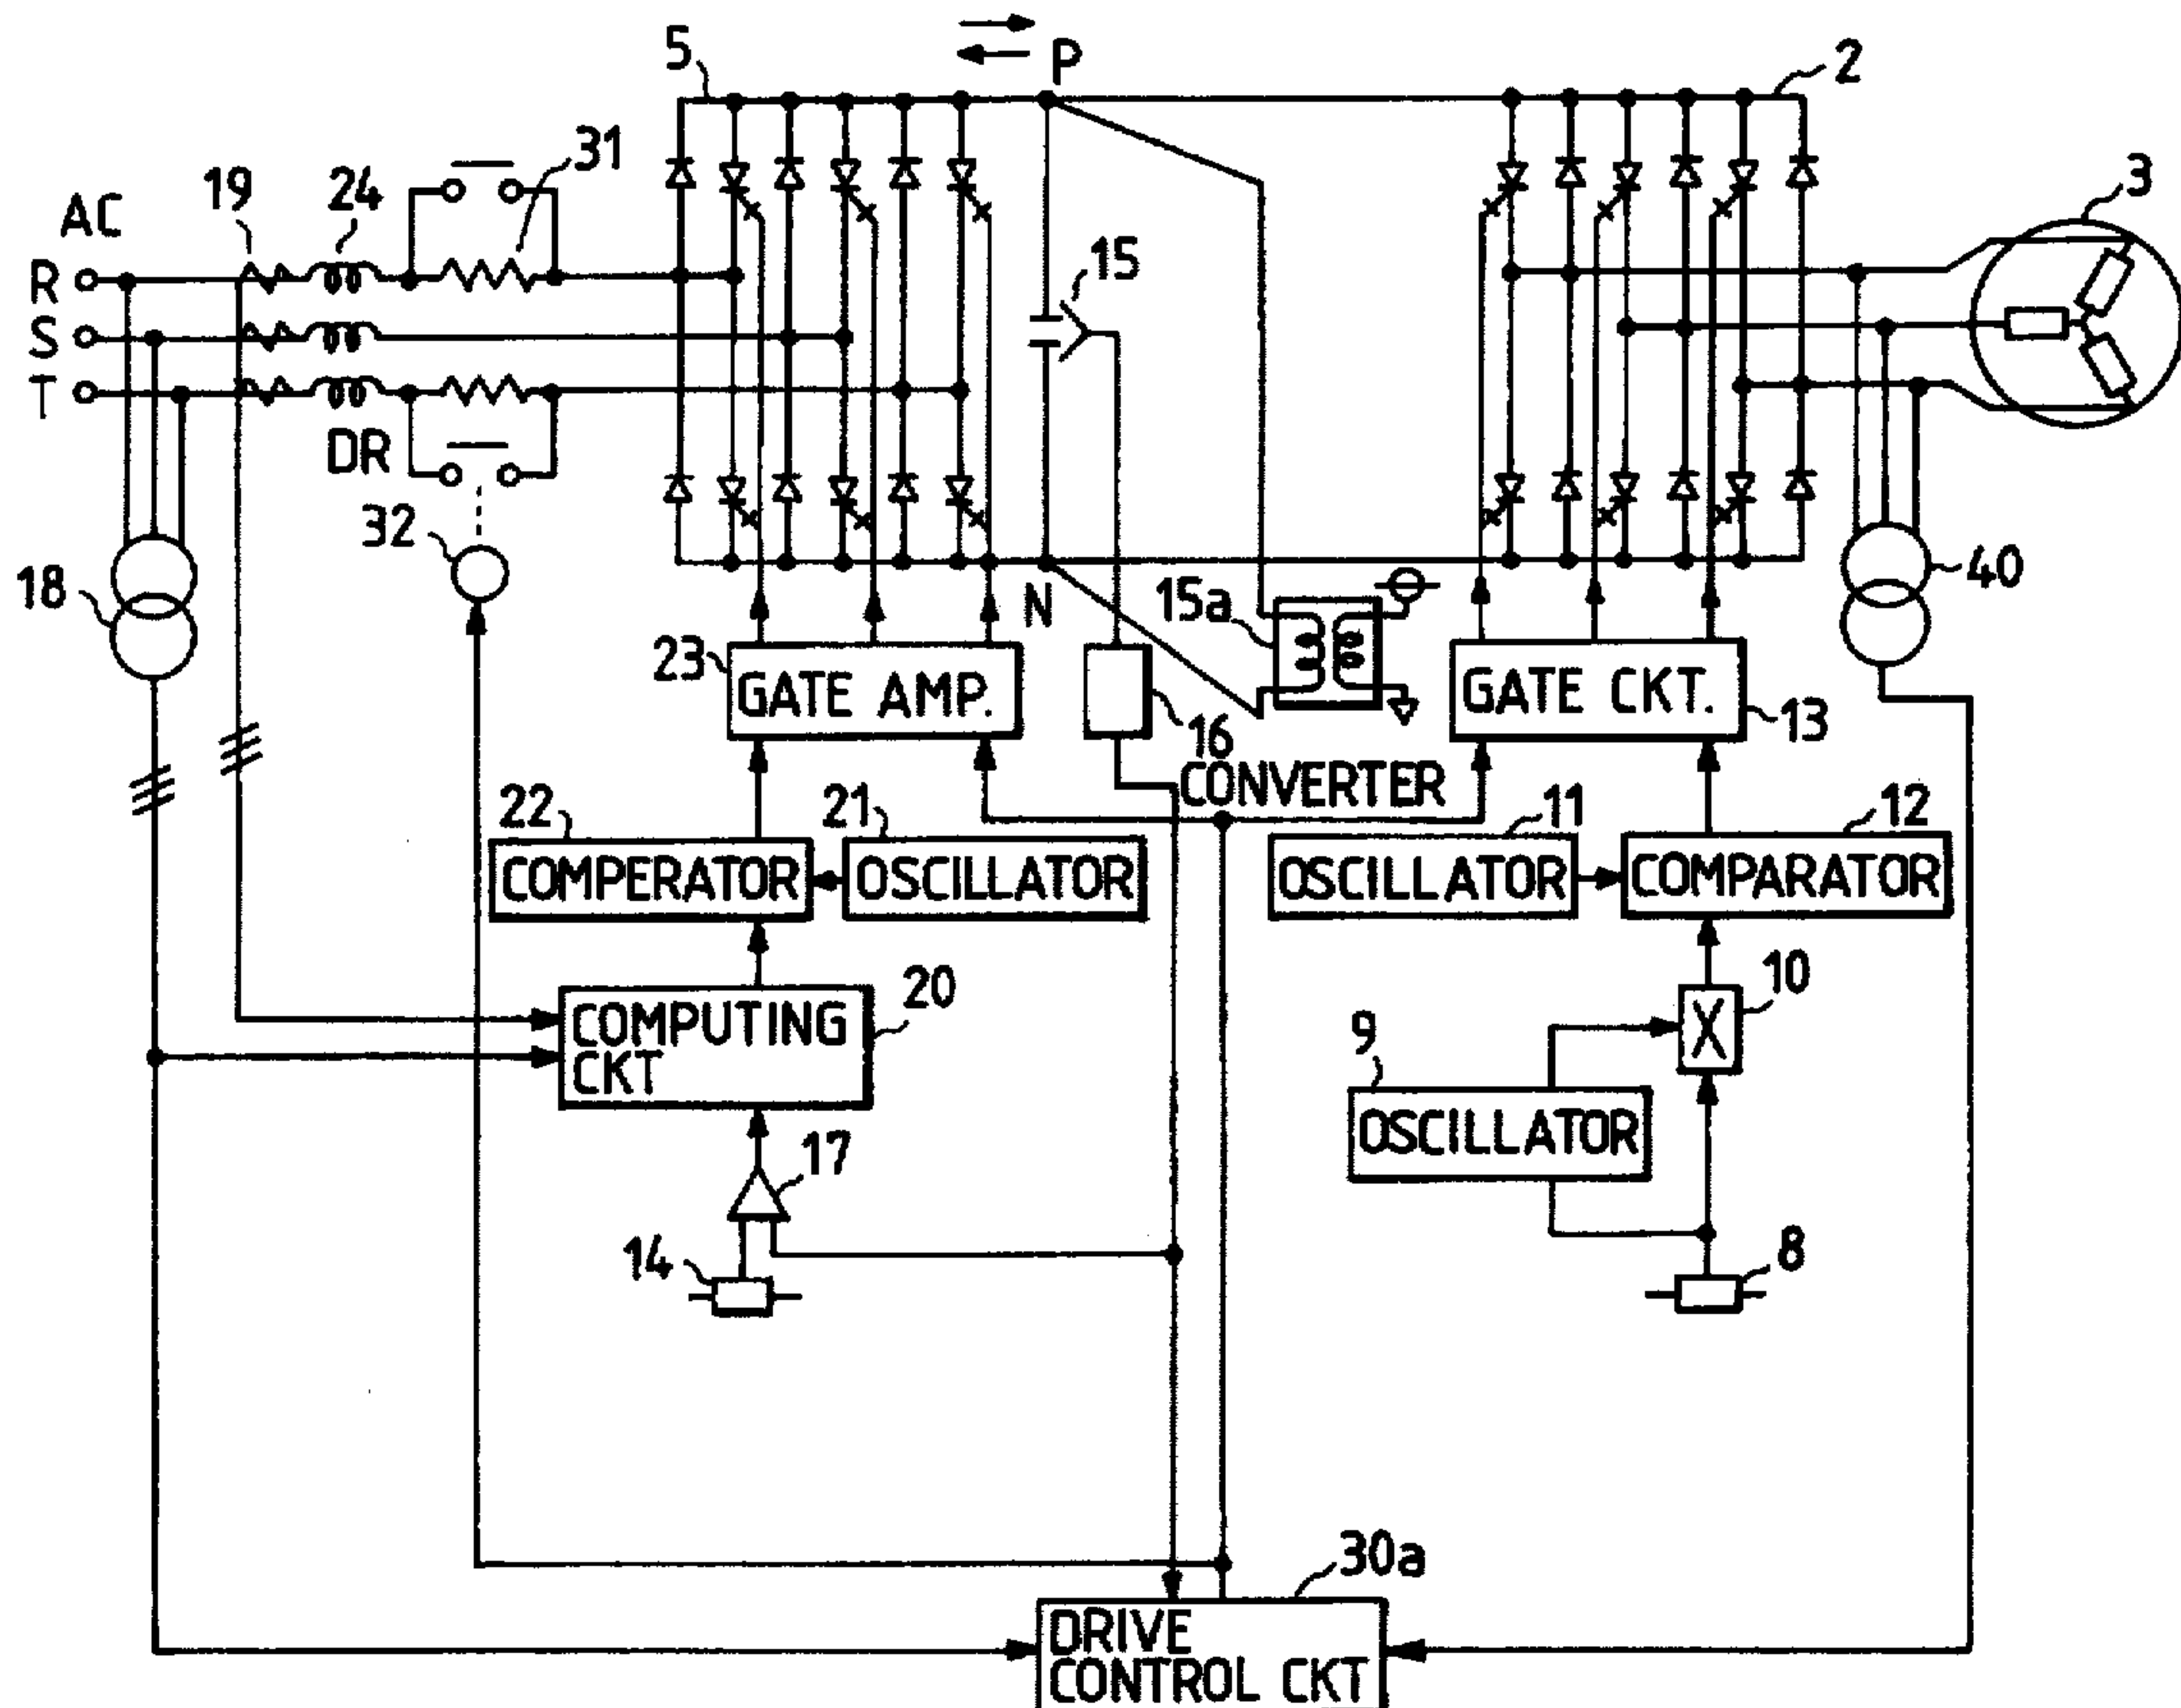 5
P
2
31
19
24
3
AC
15
R
S
T
DR
32
18
N
15a
40
23
GATE AMP.
GATE CKT.
16
13
CONVERTER
22
21
11
12
COMPERATOR
OSCILLATOR
OSCILLATOR
COMPARATOR
20
10
COMPUTING
CKT
X
9
OSCILLATOR
17
14
8
30a
DRIVE
CONTROL CKT